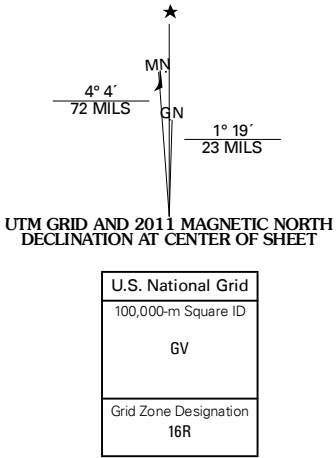 MN
4° 4´
72 MILS
GN
1° 19´
23 MILS
UTM GRID AND 2011 MAGNETIC NORTH
DECLINATION AT CENTER OF SHEET
U.S. National Grid
100,000-m Square ID
GV
Grid Zone Designation
16R